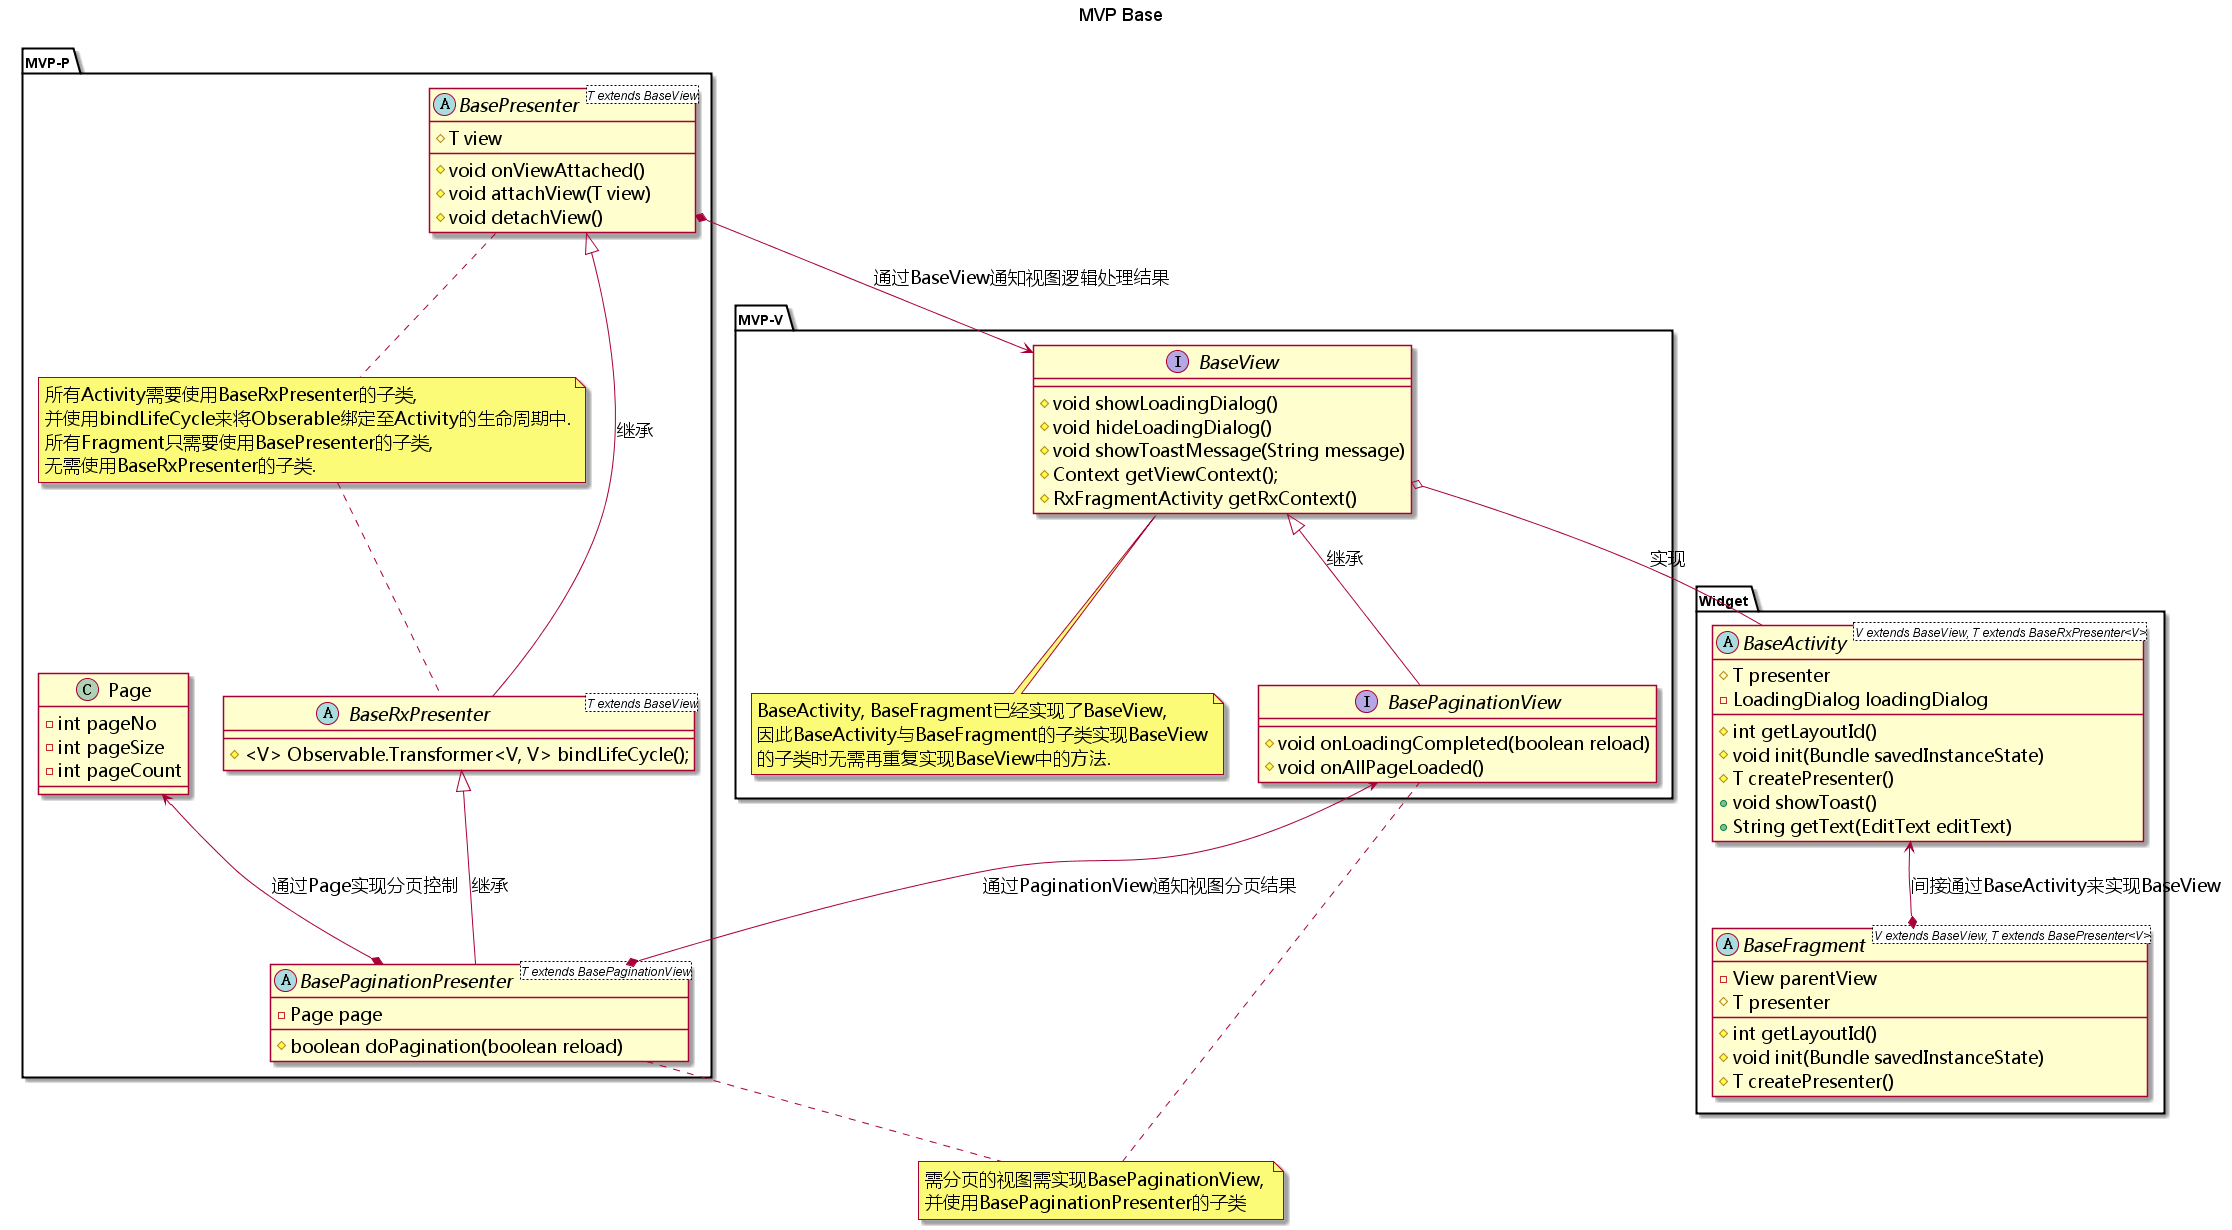 MVP Base
MVP-P
A BasePresenter
T extends BaseView
T view
void onViewAttached()
void attachView(T view)
void detachView()
通过BaseView通知视图逻辑处理结果
所有Activity需要使用BaseRxPresenter的子类,
并使用bindLifeCycle来将Obserable绑定至Activity的生命周期中.
所有Fragment只需要使用BasePresenter的子类,
无需使用BaseRxPresenter的子类.
继承
C Page
int pageNo
int pageSize
int pageCount
A BaseRxPresenter
T extends BaseView
<V> Observable.Transformer<V, V> bindLifeCycle();
通过Page实现分页控制
继承
A BasePaginationPresenter
T extends BasePaginationView
Page page
boolean doPagination(boolean reload)
MVP-V
I BaseView
void showLoadingDialog()
void hideLoadingDialog()
void showToastMessage(String message)
Context getViewContext();
RxFragmentActivity getRxContext()
继承
实现
BaseActivity, BaseFragment已经实现了BaseView,
因此BaseActivity与BaseFragment的子类实现BaseView
的子类时无需再重复实现BaseView中的方法.
I BasePaginationView
void onLoadingCompleted(boolean reload)
void onAllPageLoaded()
通过PaginationView通知视图分页结果
Widget
A BaseActivity
V extends BaseView, T extends BaseRxPresenter<V>
T presenter
LoadingDialog loadingDialog
int getLayoutId()
void init(Bundle savedInstanceState)
T createPresenter()
void showToast()
String getText(EditText editText)
间接通过BaseActivity来实现BaseView
A BaseFragment
V extends BaseView, T extends BasePresenter<V>
View parentView
T presenter
int getLayoutId()
void init(Bundle savedInstanceState)
T createPresenter()
需分页的视图需实现BasePaginationView,
并使用BasePaginationPresenter的子类